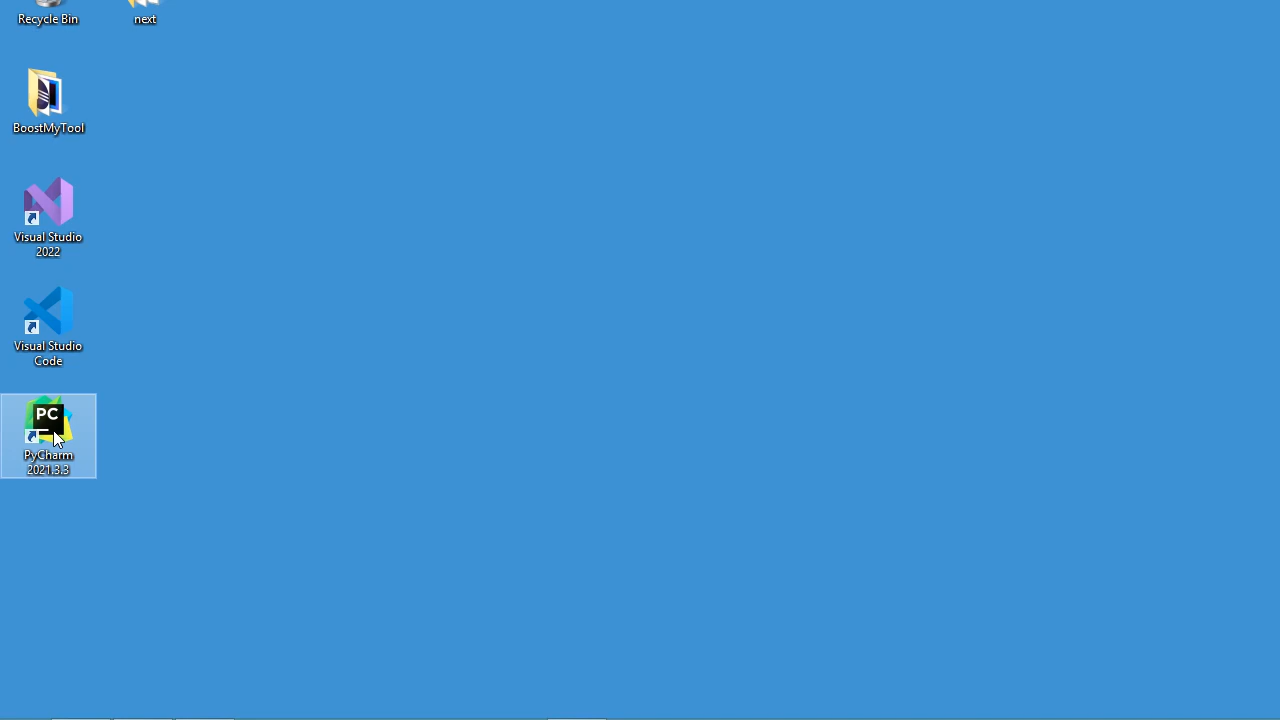 Recycle Bin
next
BoostMyTool
Visual Studio
2022
Visual Studio
Code
PC
PyCharm
2021.3.3